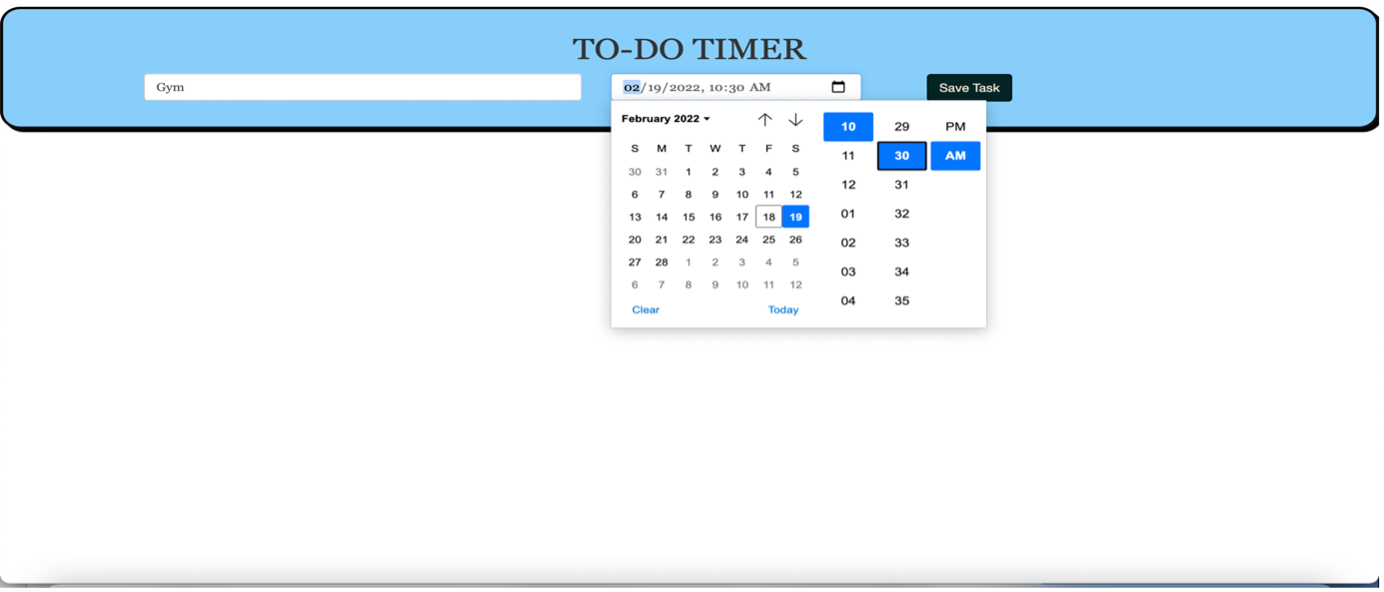 TO-DO TIMER
Gym
02/19/2022, 10:30 AM
Save Task
February 2022
S M T W T F S
30 31 1 2 3 4 5
6 7 8 9 10 11 12
13 14 15 16 17 18 19
20 21 22 23 24 25 26
27 28 1 2 3 4 5
6 7 8 9 10 11 12
Clear Today
10 29 PM
11 30 AM
12 31
01 32
02 33
03 34
04 35